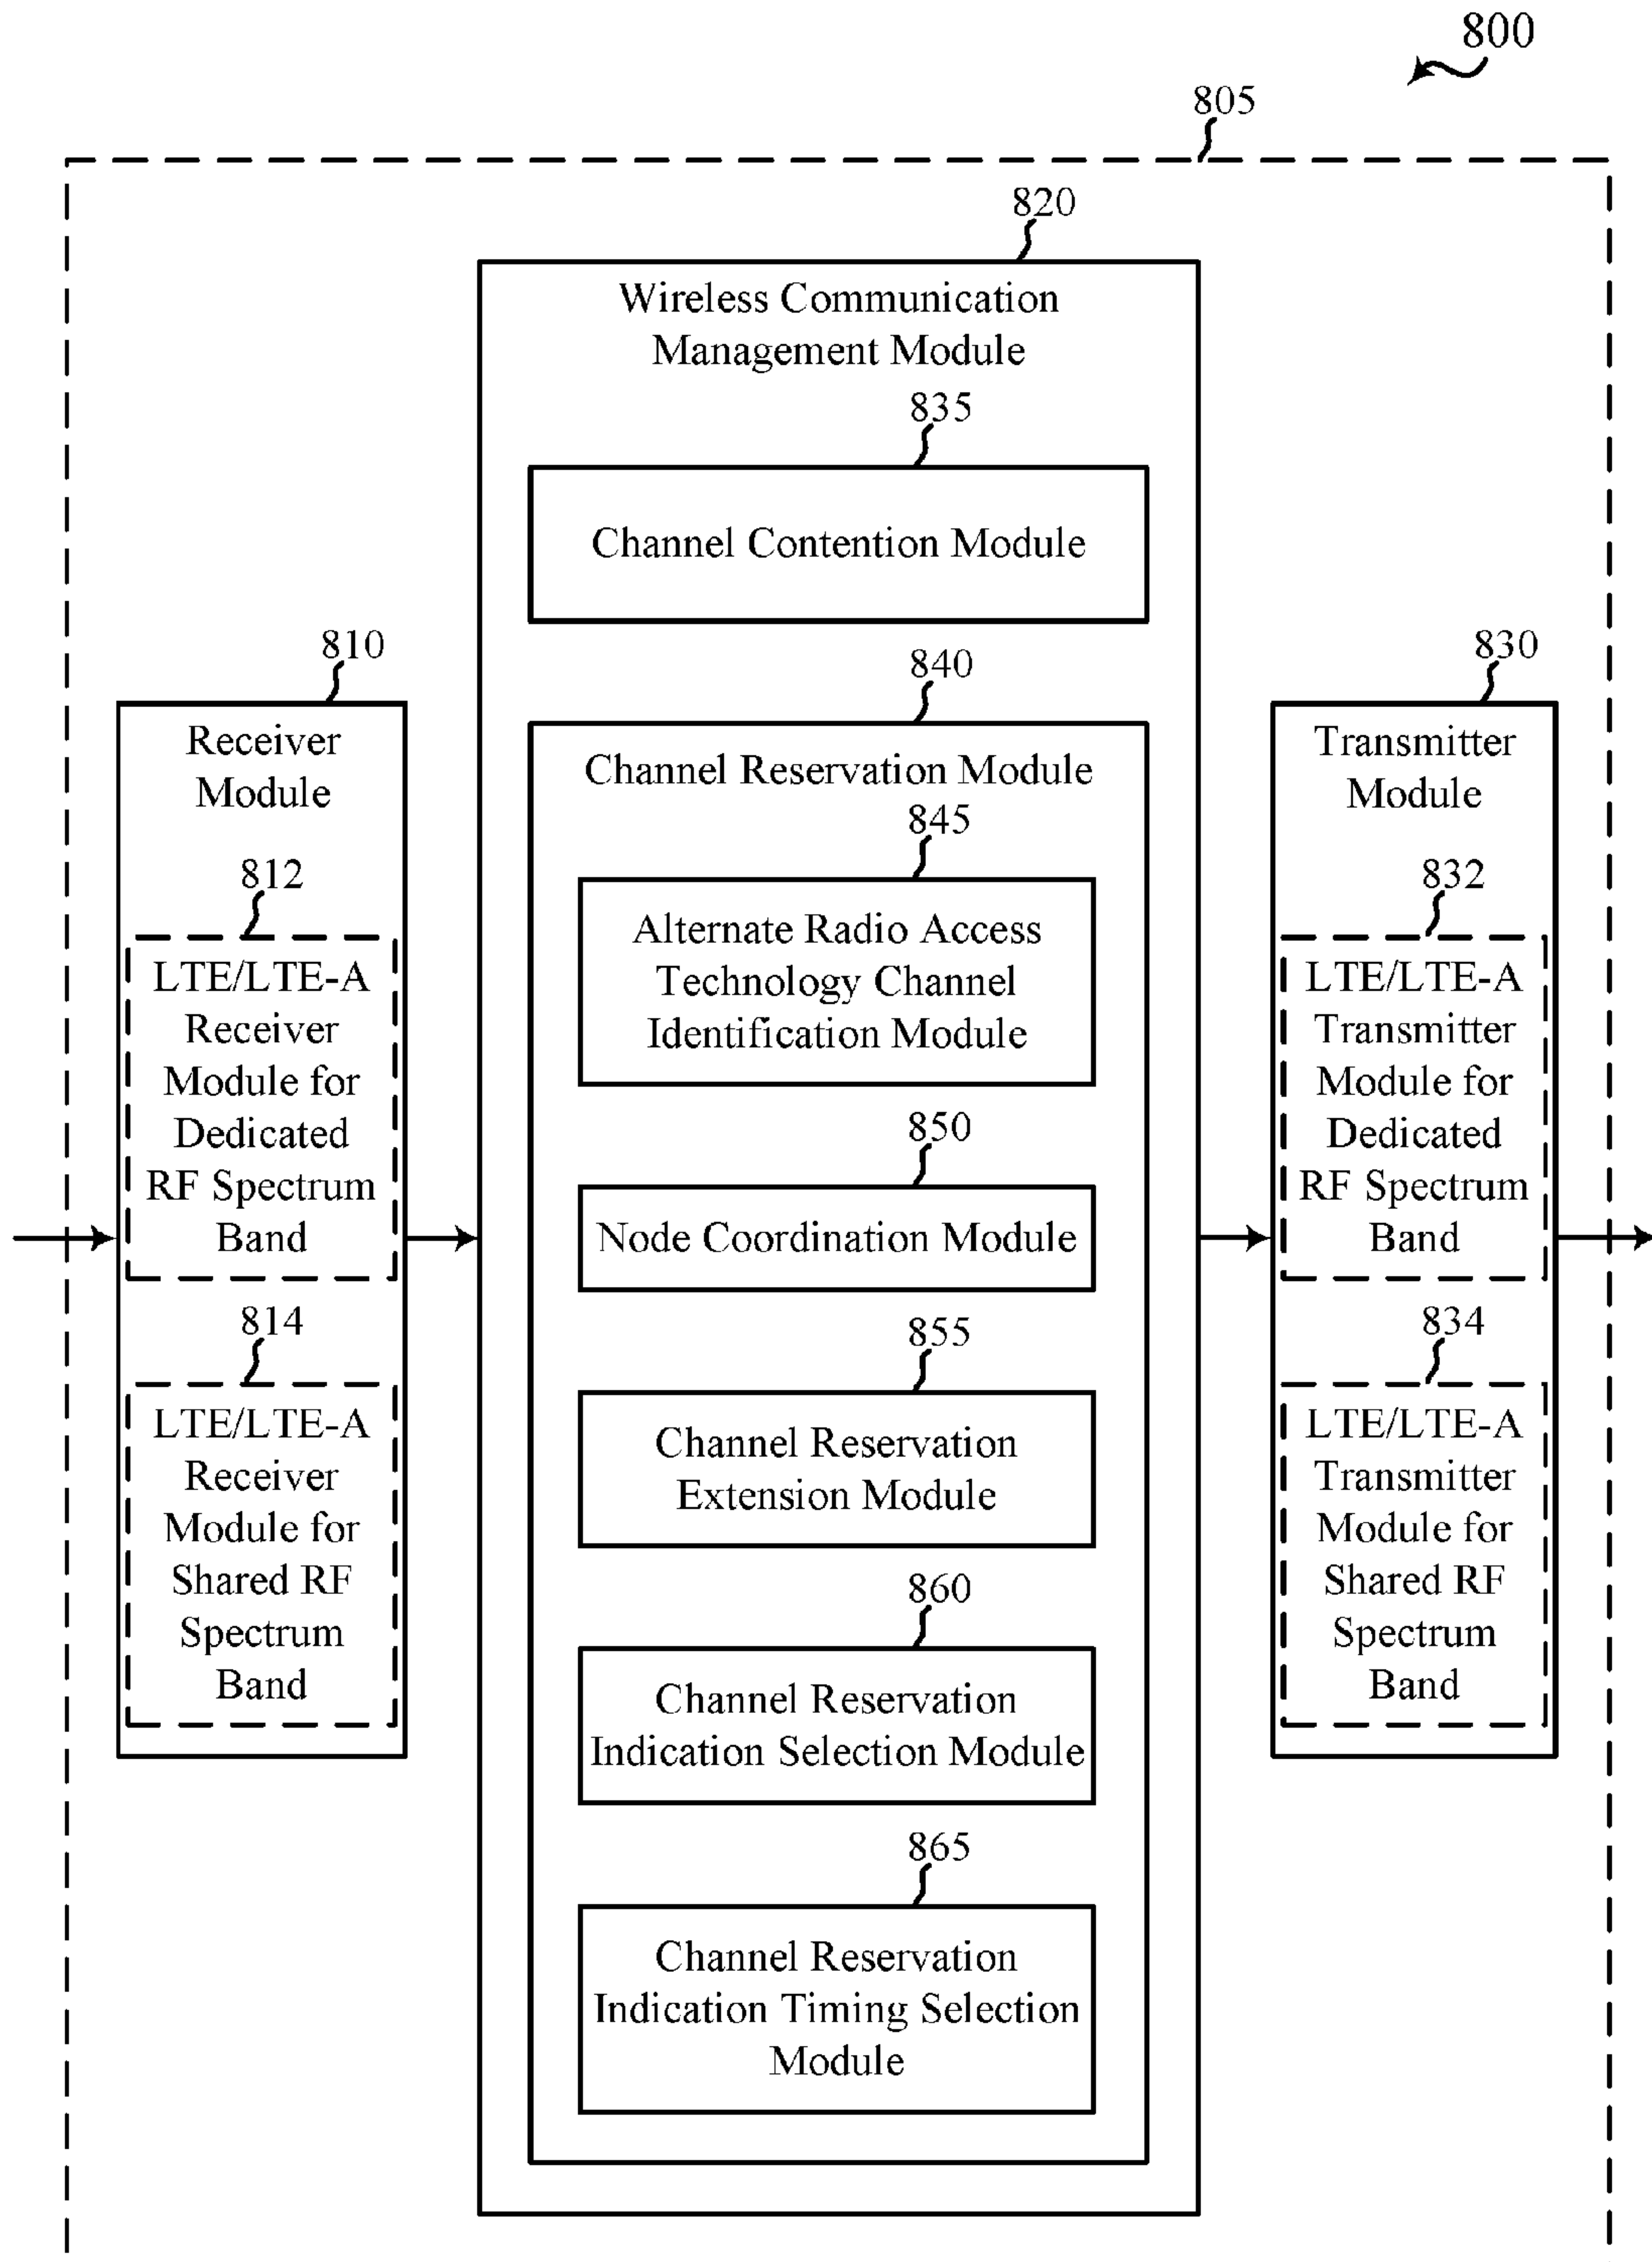 800
805
820
Wireless Communication
Management Module
835
Channel Contention Module
810
Receiver
Module
812
LTE/LTE-A
Receiver
Module for
Dedicated
RF Spectrum
Band
814
LTE/LTE-A
Receiver
Module for
Shared RF
Spectrum
Band
840
Channel Reservation Module
845
Alternate Radio Access
Technology Channel
Identification Module
850
Node Coordination Module
855
Channel Reservation
Extension Module
860
Channel Reservation
Indication Selection Module
865
Channel Reservation
Indication Timing Selection
Module
830
Transmitter
Module
832
LTE/LTE-A
Transmitter
Module for
Dedicated
RF Spectrum
Band
834
LTE/LTE-A
Transmitter
Module for
Shared RF
Spectrum
Band